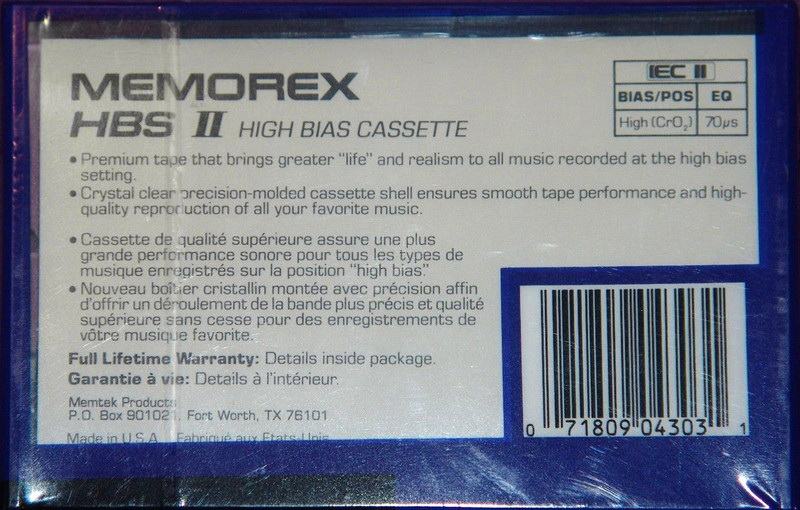 MEMOREX
HBS II HIGH BIAS CASSETTE
IEC II
BIAS/POS EQ
High (CrO₂) 70µs
• Premium tape that brings greater "life" and realism to all music recorded at the high bias
setting.
• Crystal clear precision-molded cassette shell ensures smooth tape performance and high-
quality reproduction of all your favorite music.
• Cassette de qualité supérieure assure une plus
grande performance sonore pour tous les types de
musique enregistrés sur la position "high bias".
• Nouveau boîtier cristallin montée avec précision affin
d'offrir un déroulement de la bande plus précis et qualité
supérieure sans cesse pour des enregistrements de
vôtre musique favorite.
Full Lifetime Warranty: Details inside package.
Garantie à vie: Details à l'intérieur.
Memtek Products
P.O. Box 901021, Fort Worth, TX 76101
Made in U.S.A. Fabriqué aux Etats-Unis
0 71809 04303 1